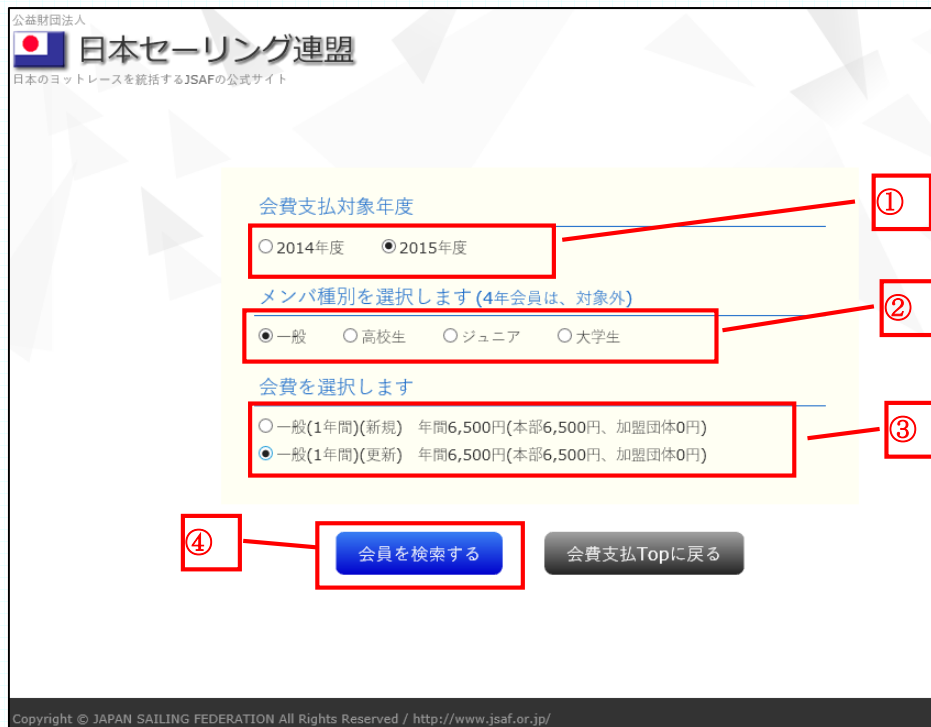 公益財団法人
日本セーリング連盟
日本のヨットレースを統括するJSAFの公式サイト
会費支払対象年度
①
2014年度 2015年度
メンバ種別を選択します(4年会員は、対象外)
②
一般 高校生 ジュニア 大学生
会費を選択します
一般(1年間)(新規) 年間6,500円(本部6,500円、加盟団体0円)
③
一般(1年間)(更新) 年間6,500円(本部6,500円、加盟団体0円)
④
会員を検索する 会費支払Topに戻る
Copyright © JAPAN SAILING FEDERATION All Rights Reserved / http://www.jsaf.or.jp/